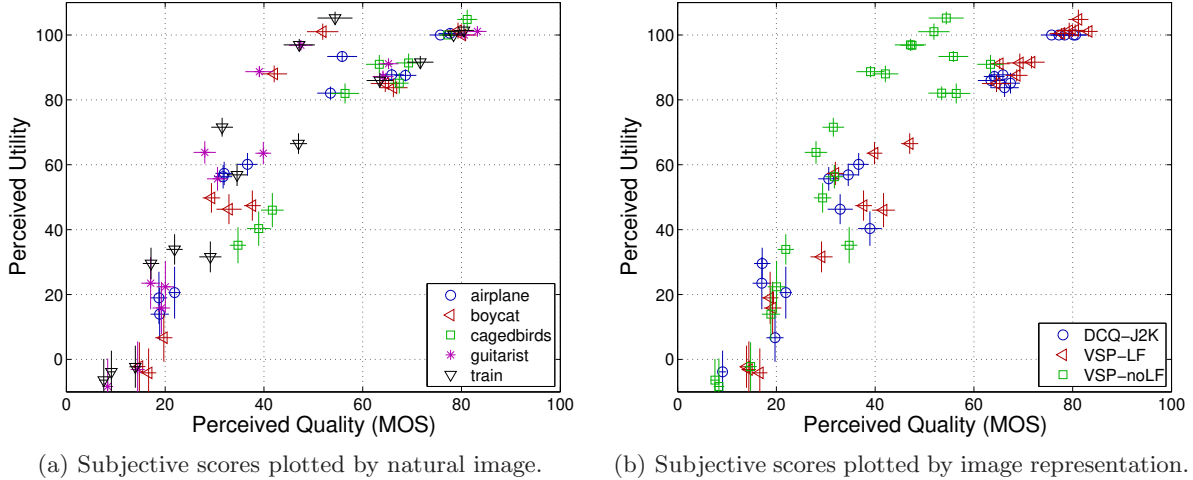 100
80
60
40
20
0
Perceived Utility
0 20 40 60 80 100
Perceived Quality (MOS)
airplane
boycat
cagedbirds
guitarist
train
(a) Subjective scores plotted by natural image.
100
80
60
40
20
0
Perceived Utility
0 20 40 60 80 100
Perceived Quality (MOS)
DCQ−J2K
VSP−LF
VSP−noLF
(b) Subjective scores plotted by image representation.